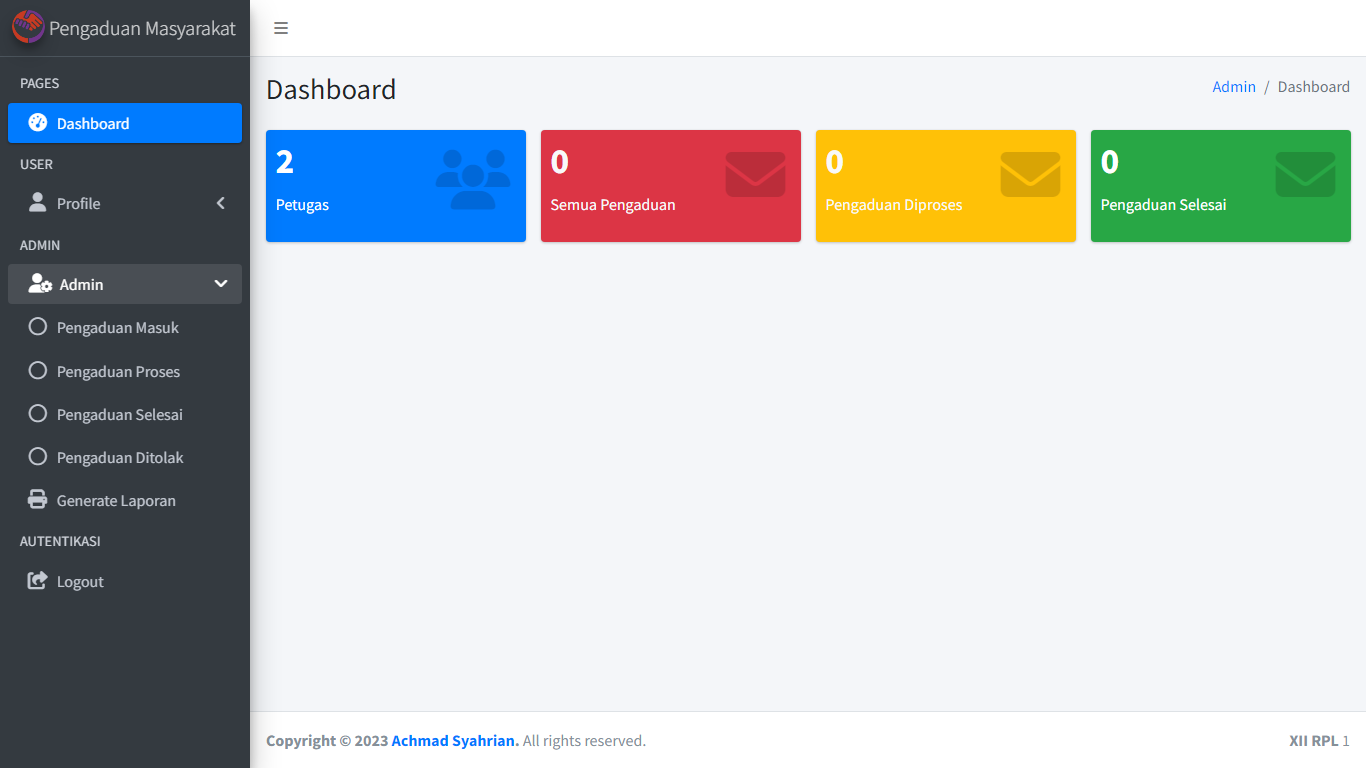 Pengaduan Masyarakat
PAGES
Dashboard
USER
Profile
ADMIN
Admin
Pengaduan Masuk
Pengaduan Proses
Pengaduan Selesai
Pengaduan Ditolak
Generate Laporan
AUTENTIKASI
Logout
Dashboard
Admin / Dashboard
2
Petugas
0
Semua Pengaduan
0
Pengaduan Diproses
0
Pengaduan Selesai
Copyright © 2023 Achmad Syahrian. All rights reserved.
XII RPL 1